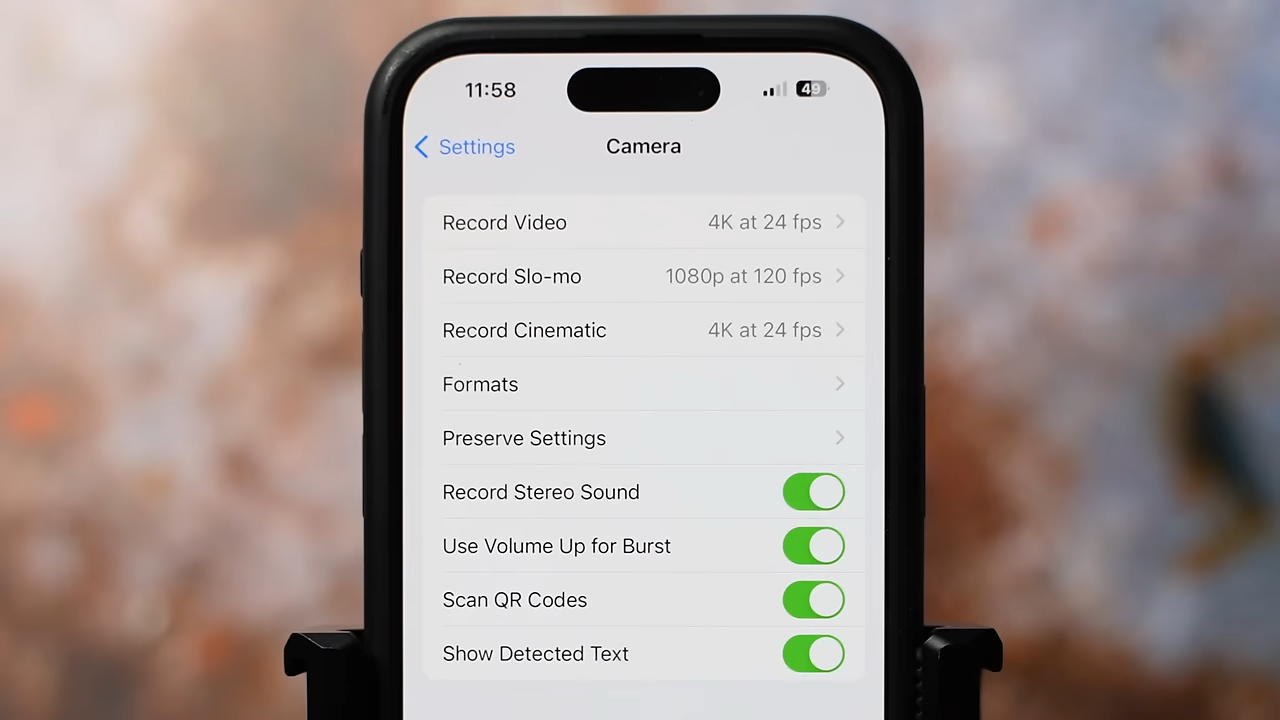 11:58 49
Settings Camera
Record Video 4K at 24 fps
Record Slo-mo 1080p at 120 fps
Record Cinematic 4K at 24 fps
Formats
Preserve Settings
Record Stereo Sound
Use Volume Up for Burst
Scan QR Codes
Show Detected Text